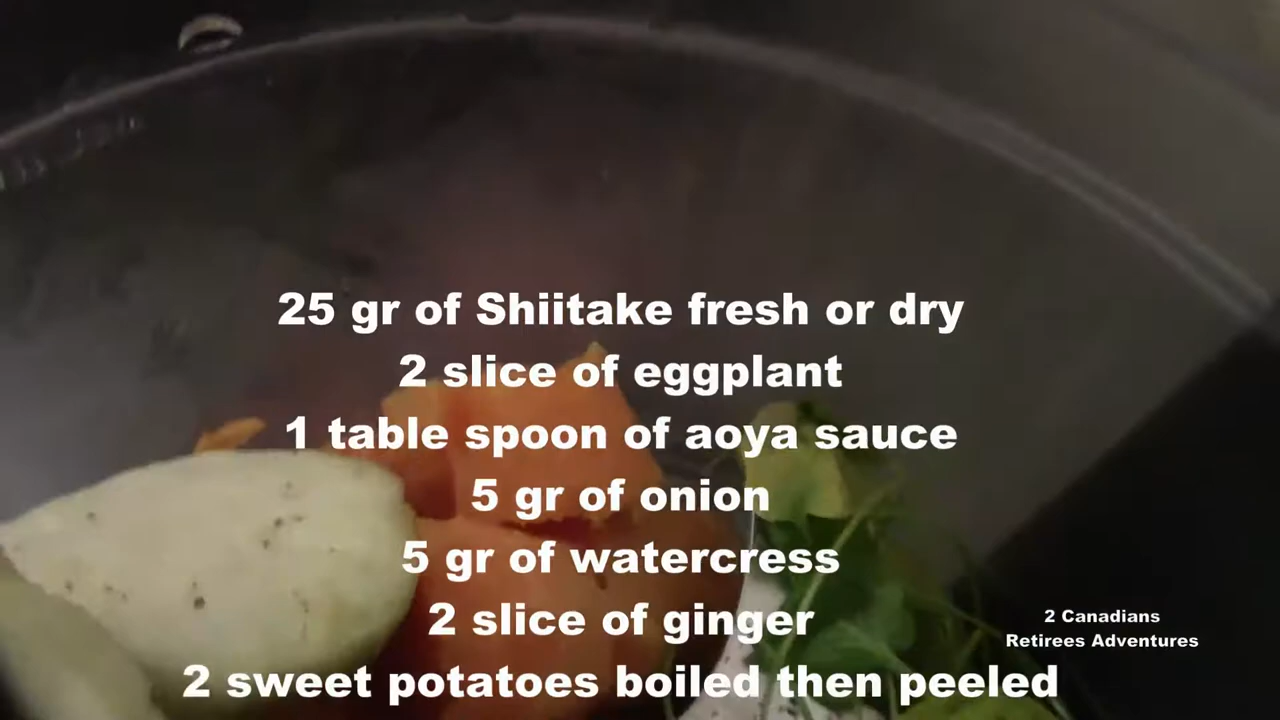 25 gr of Shiitake fresh or dry
2 slice of eggplant
1 table spoon of aoya sauce
5 gr of onion
5 gr of watercress
2 slice of ginger
2 sweet potatoes boiled then peeled
2 Canadians
Retirees Adventures